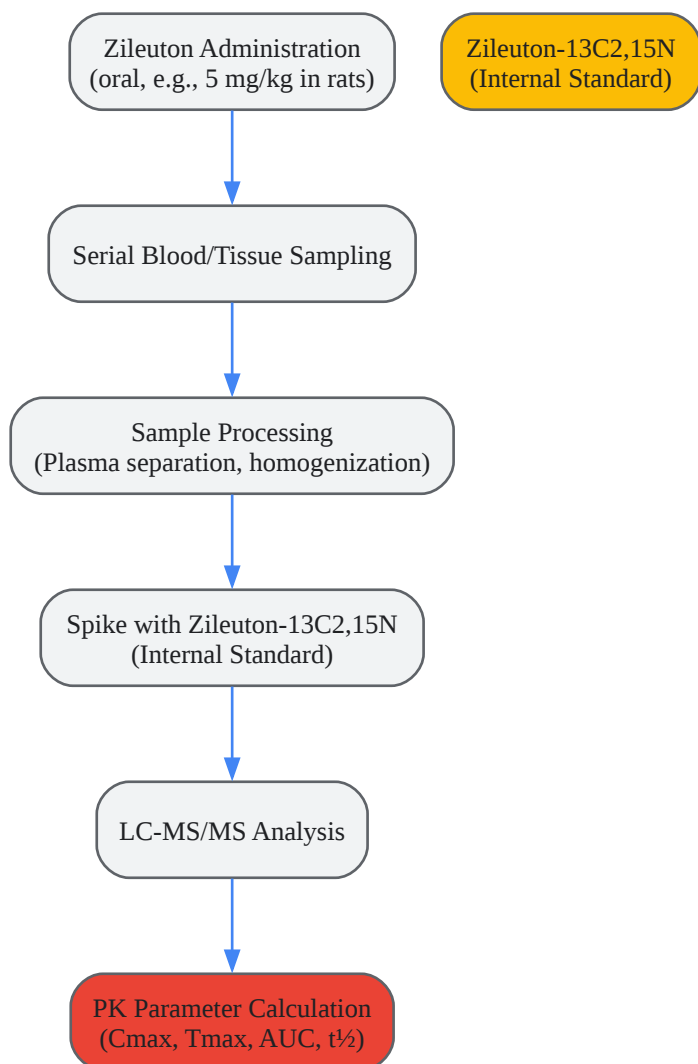 Zileuton Administration
(oral, e.g., 5 mg/kg in rats)
Zileuton-13C2,15N
(Internal Standard)
Serial Blood/Tissue Sampling
Sample Processing
(Plasma separation, homogenization)
Spike with Zileuton-13C2,15N
(Internal Standard)
LC-MS/MS Analysis
PK Parameter Calculation
(Cmax, Tmax, AUC, t½)